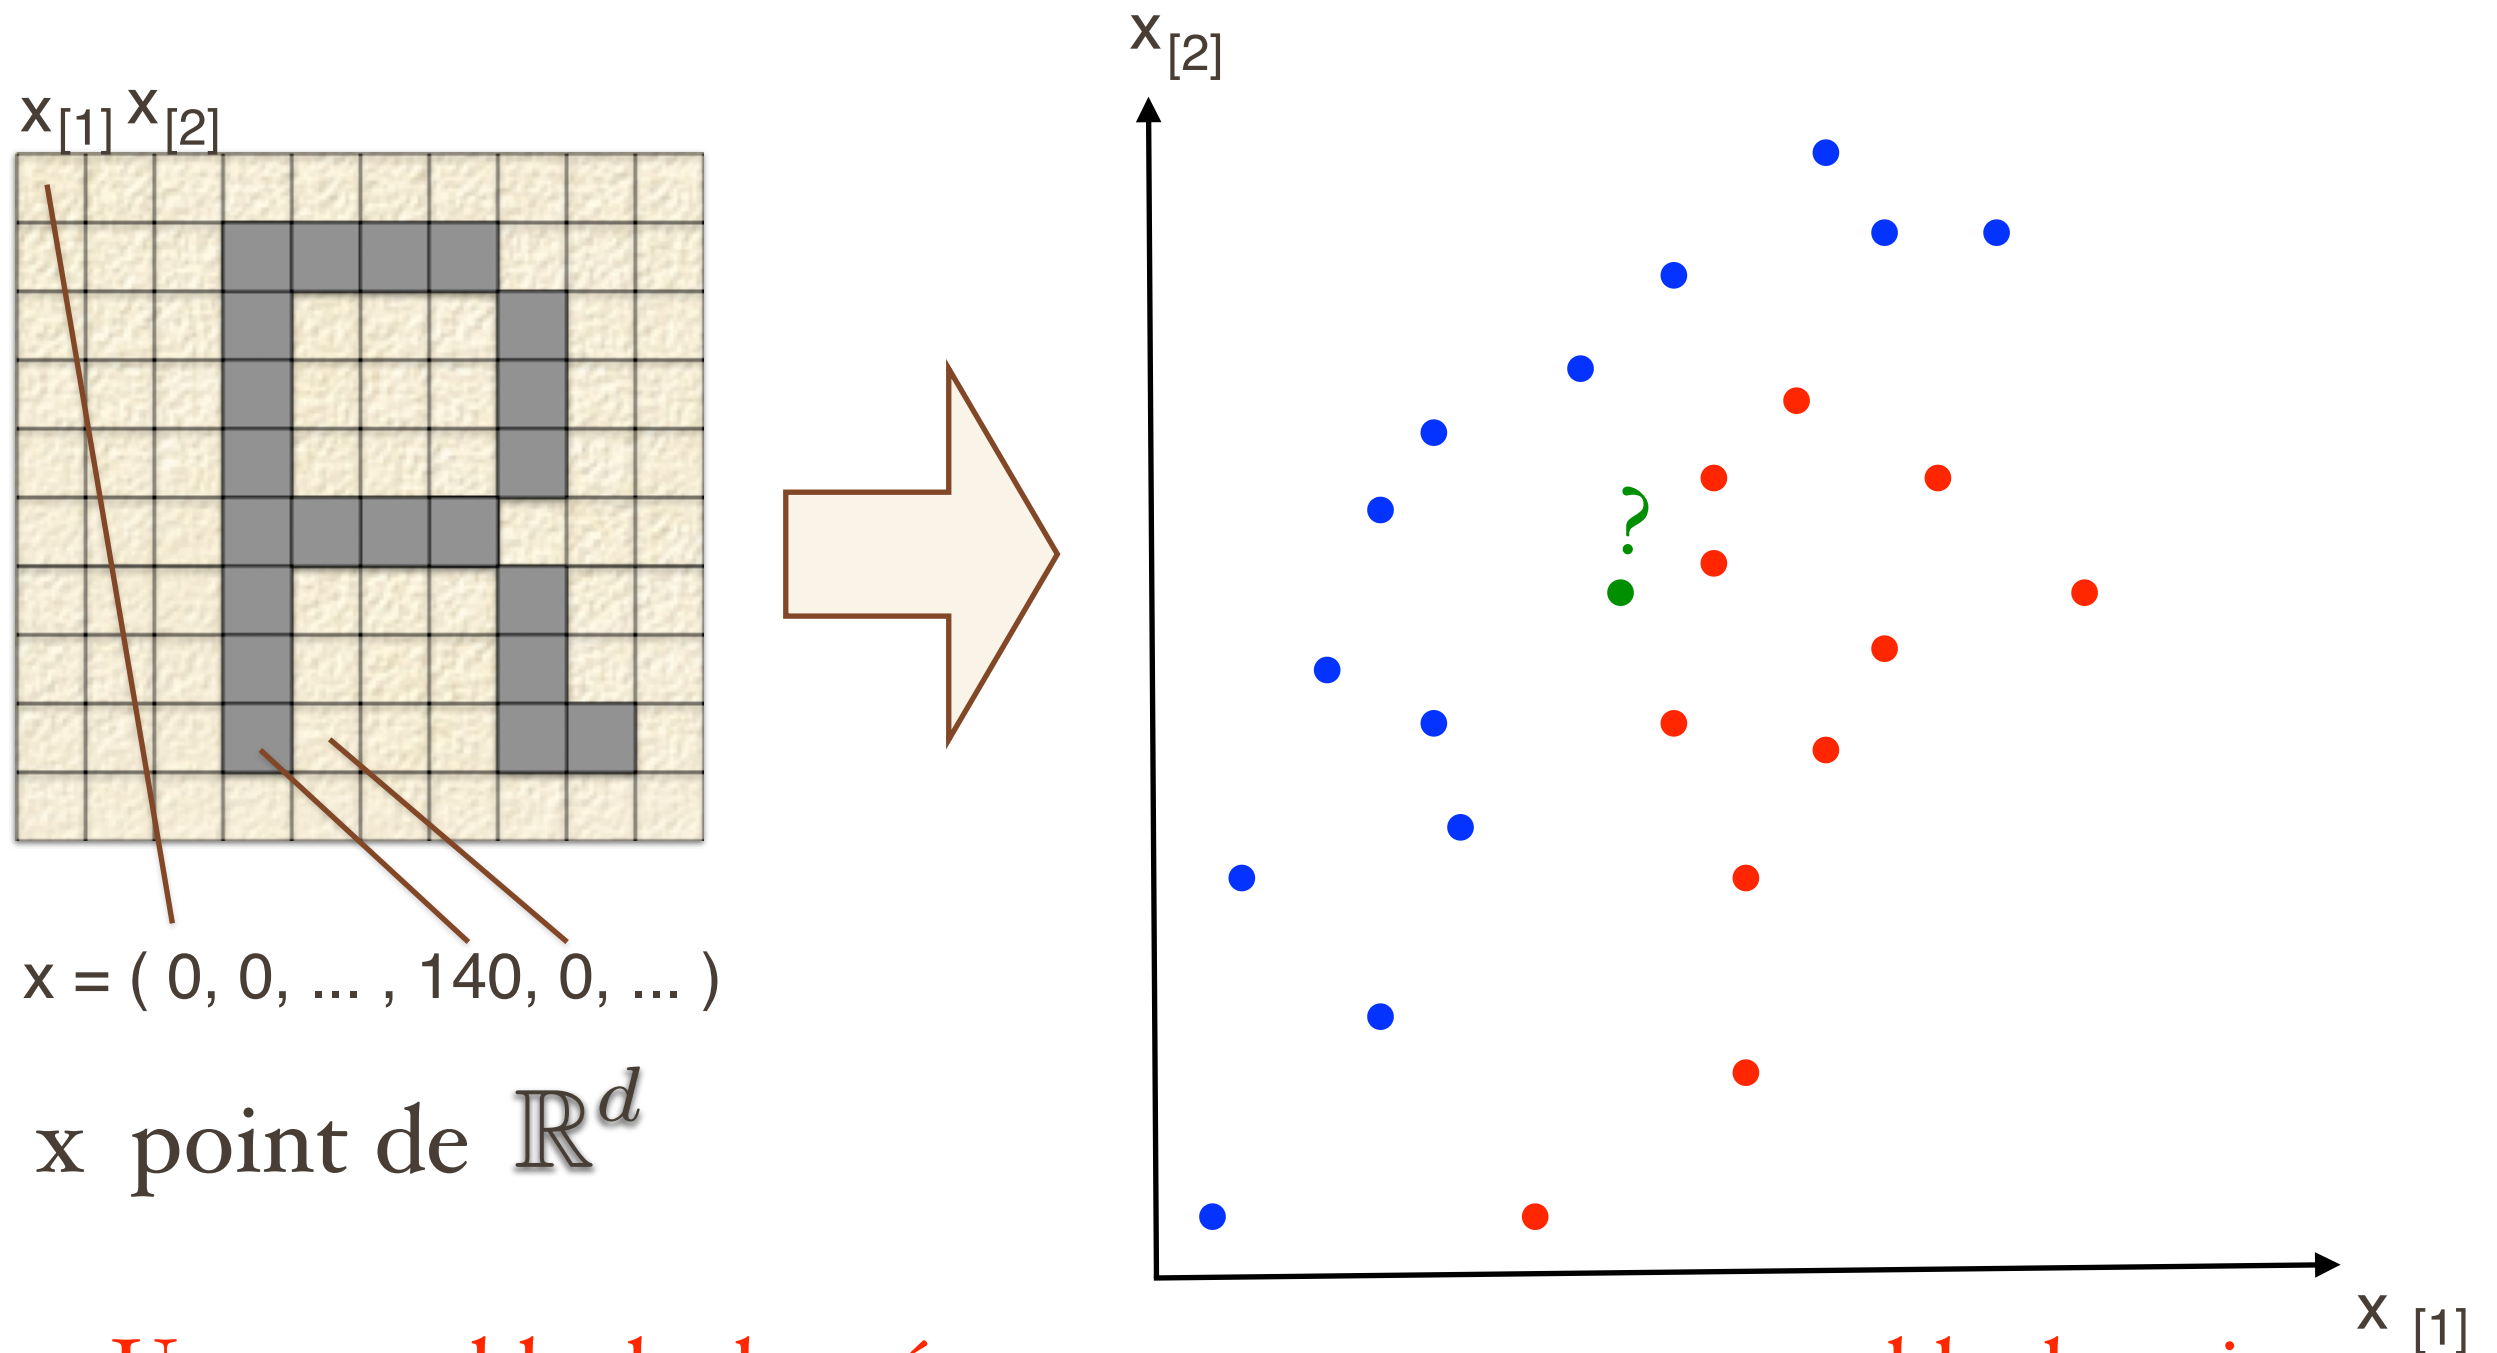 x[2]
x[1] x[2]
?
x = ( 0, 0, ... , 140, 0, ... )
x point de ℝ^d
x [1]